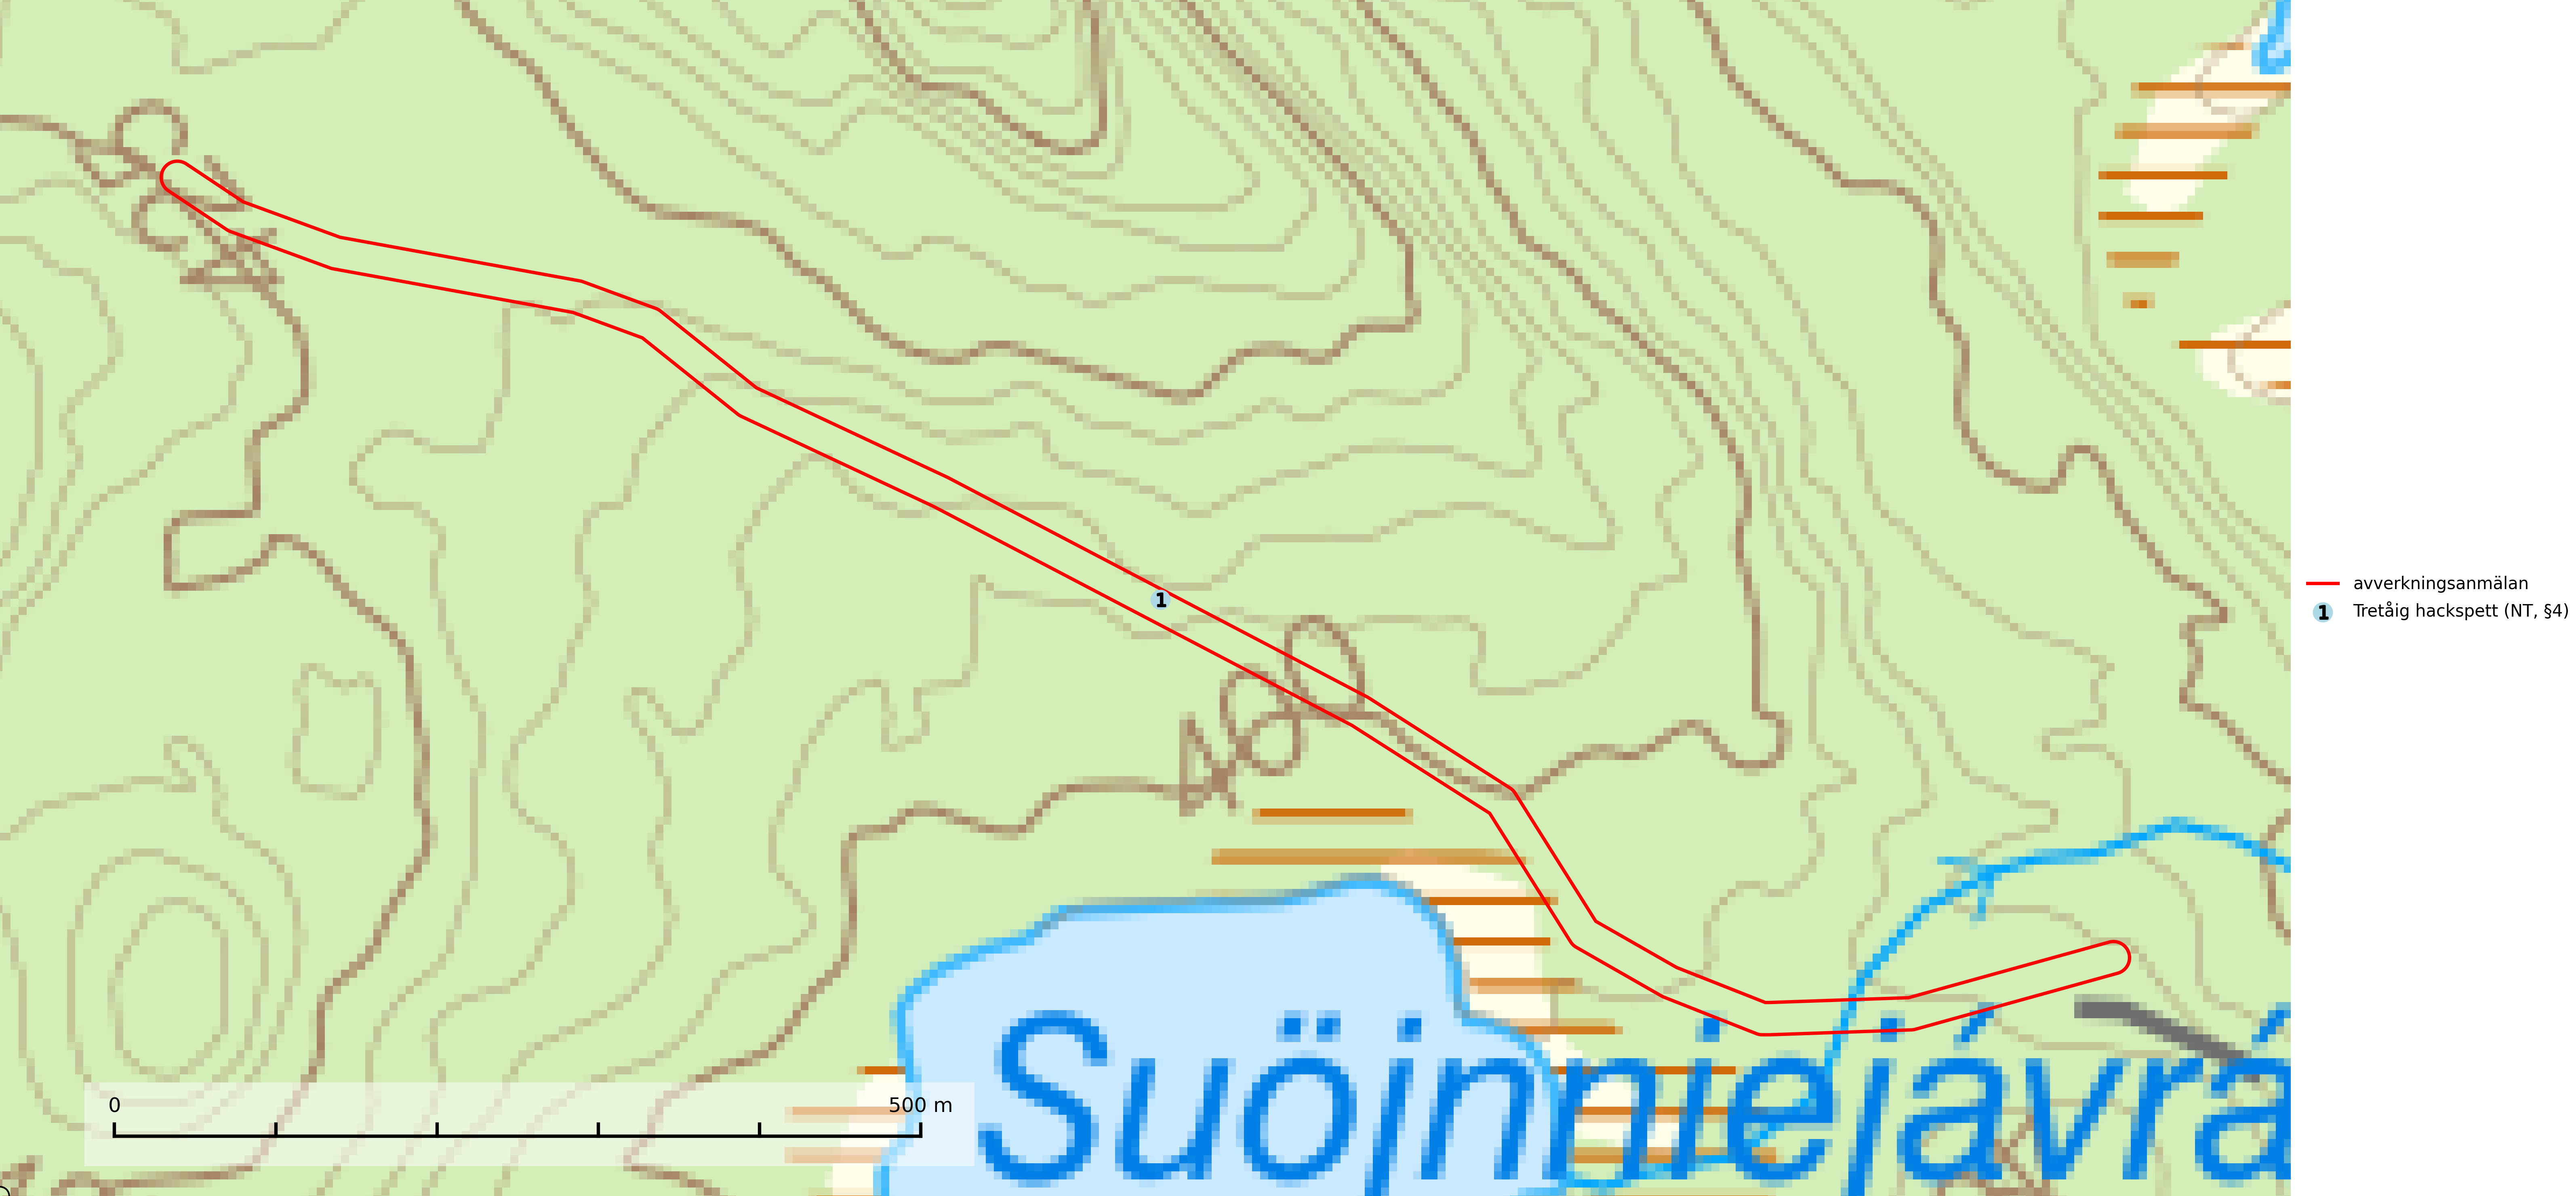 1
avverkningsanmälan
1 Tretåig hackspett (NT, §4)
Suöjnniejávrá
0 500 m